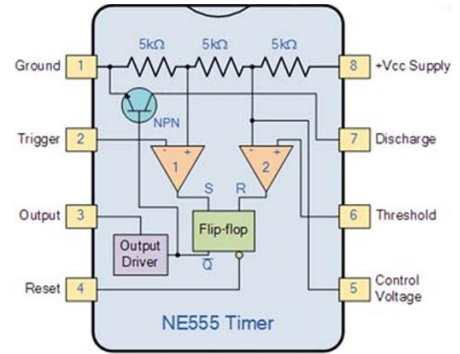 5kΩ 5kΩ 5kΩ
Ground 1
8 +Vcc Supply
NPN
Trigger 2
7 Discharge
- +
- +
1
2
S R
Output 3
6 Threshold
Flip-flop
Output
Driver
Q̅
Reset 4
5 Control
Voltage
NE555 Timer